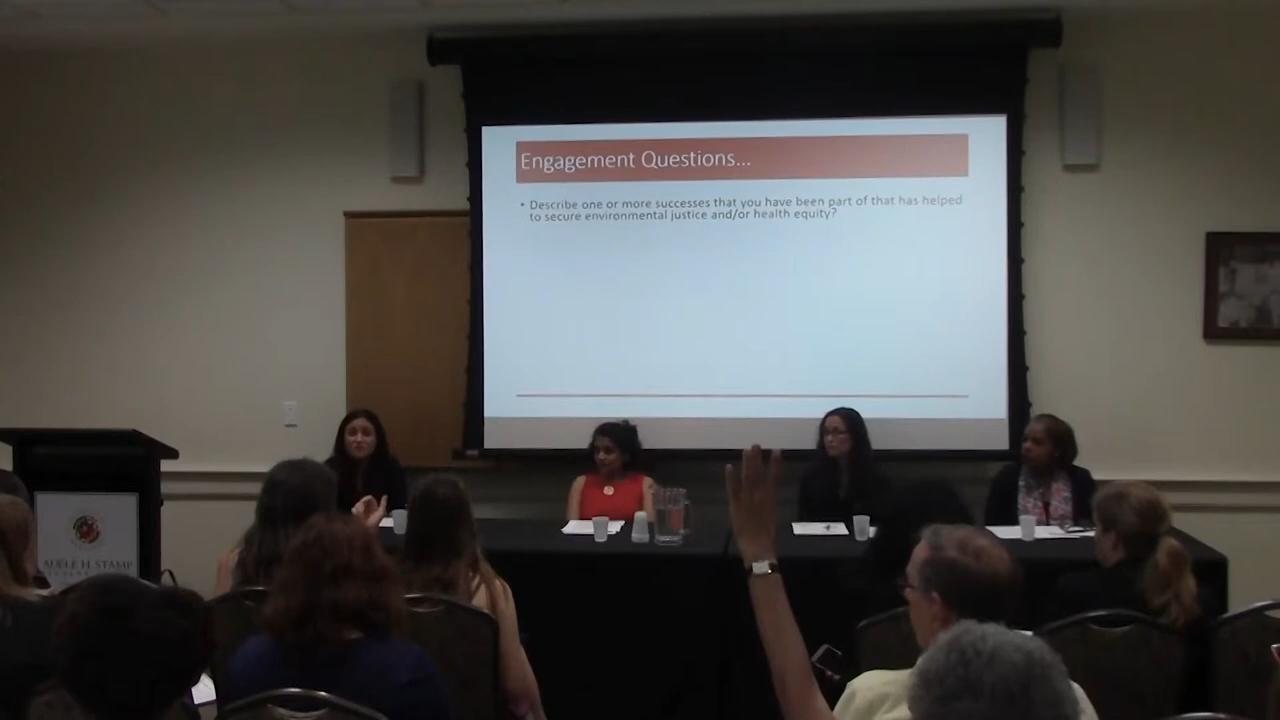 Engagement Questions...
• Describe one or more successes that you have been part of that has helped
to secure environmental justice and/or health equity?
ADELE H. STAMP